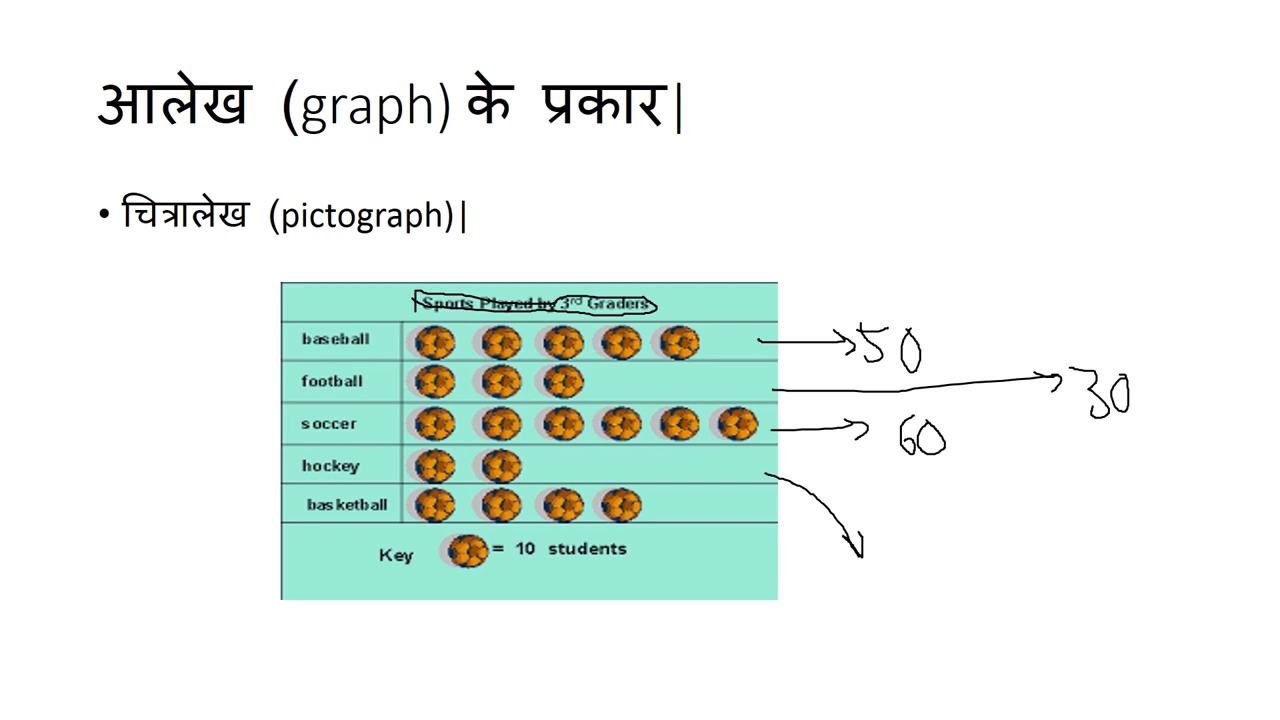 आलेख (graph) के प्रकार|
• चित्रालेख (pictograph)|
Sports Played by 3rd Graders
baseball 50
football 30
soccer 60
hockey
basketball
Key = 10 students